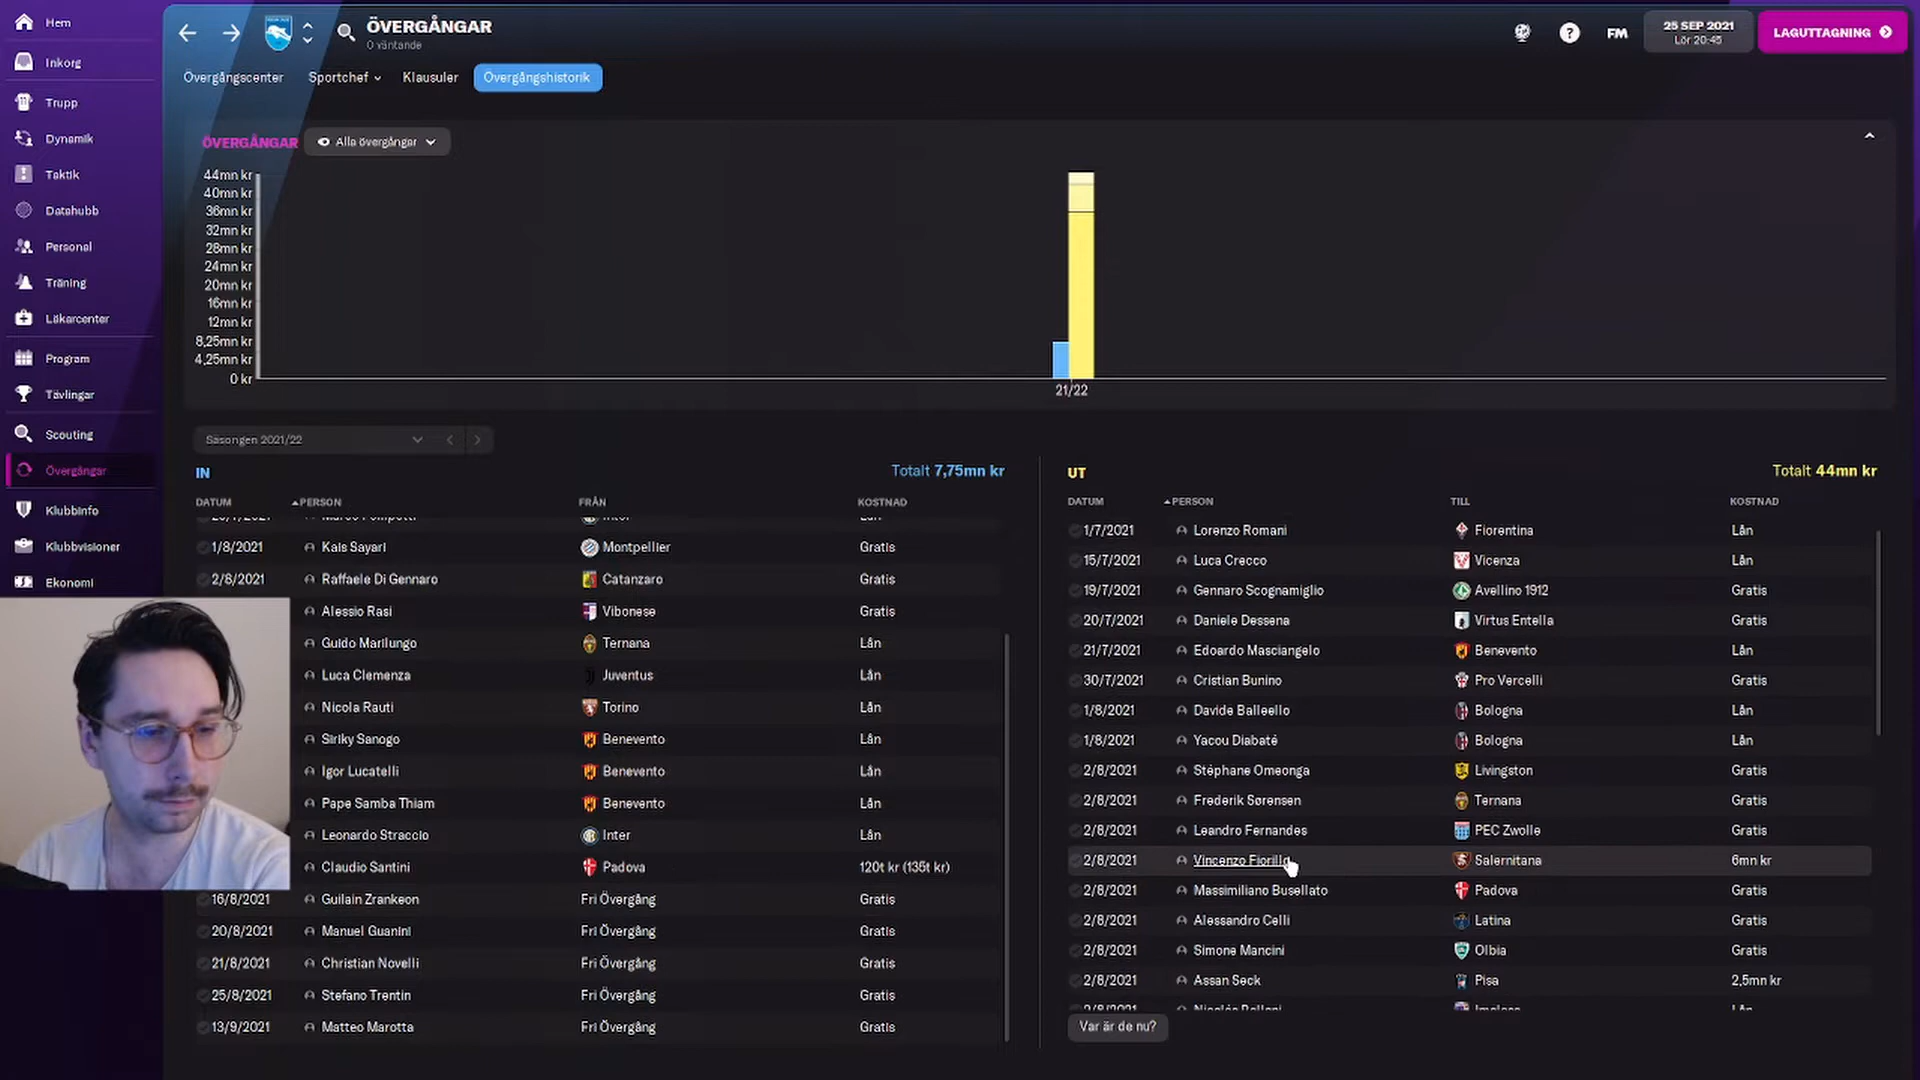 Hem
Inkorg
Trupp
Dynamik
Taktik
Datahubb
Personal
Träning
Läkarcenter
Program
Tävlingar
Scouting
Övergångar
Klubbinfo
Klubbvisioner
Ekonomi
ÖVERGÅNGAR
0 väntande
FM
25 SEP 2021
Lör 20:45
LAGUTTAGNING
Övergångscenter Sportchef Klausuler Övergångshistorik
ÖVERGÅNGAR Alla övergångar
44mn kr
40mn kr
36mn kr
32mn kr
28mn kr
24mn kr
20mn kr
16mn kr
12mn kr
8,25mn kr
4,25mn kr
0 kr
21/22
Säsongen 2021/22
IN Totalt 7,75mn kr
DATUM PERSON FRÅN KOSTNAD
1/8/2021 Kais Sayari Montpellier Gratis
2/8/2021 Raffaele Di Gennaro Catanzaro Gratis
Alessio Rasi Vibonese Gratis
Guido Marilungo Ternana Lån
Luca Clemenza Juventus Lån
Nicola Rauti Torino Lån
Siriky Sanogo Benevento Lån
Igor Lucatelli Benevento Lån
Pape Samba Thiam Benevento Lån
Leonardo Straccio Inter Lån
Claudio Santini Padova 120t kr (135t kr)
16/8/2021 Guilain Zrankeon Fri Övergång Gratis
20/8/2021 Manuel Guanini Fri Övergång Gratis
21/8/2021 Christian Novelli Fri Övergång Gratis
25/8/2021 Stefano Trentin Fri Övergång Gratis
13/9/2021 Matteo Marotta Fri Övergång Gratis
UT Totalt 44mn kr
DATUM PERSON TILL KOSTNAD
1/7/2021 Lorenzo Romani Fiorentina Lån
15/7/2021 Luca Crecco Vicenza Lån
19/7/2021 Gennaro Scognamiglio Avellino 1912 Gratis
20/7/2021 Daniele Dessena Virtus Entella Gratis
21/7/2021 Edoardo Masciangelo Benevento Lån
30/7/2021 Cristian Bunino Pro Vercelli Gratis
1/8/2021 Davide Balleello Bologna Lån
1/8/2021 Yacou Diabaté Bologna Lån
2/8/2021 Stéphane Omeonga Livingston Gratis
2/8/2021 Frederik Sørensen Ternana Gratis
2/8/2021 Leandro Fernandes PEC Zwolle Gratis
2/8/2021 Vincenzo Fiorillo Salernitana 6mn kr
2/8/2021 Massimiliano Busellato Padova Gratis
2/8/2021 Alessandro Celli Latina Gratis
2/8/2021 Simone Mancini Olbia Gratis
2/8/2021 Assan Seck Pisa 2,5mn kr
Var är de nu?